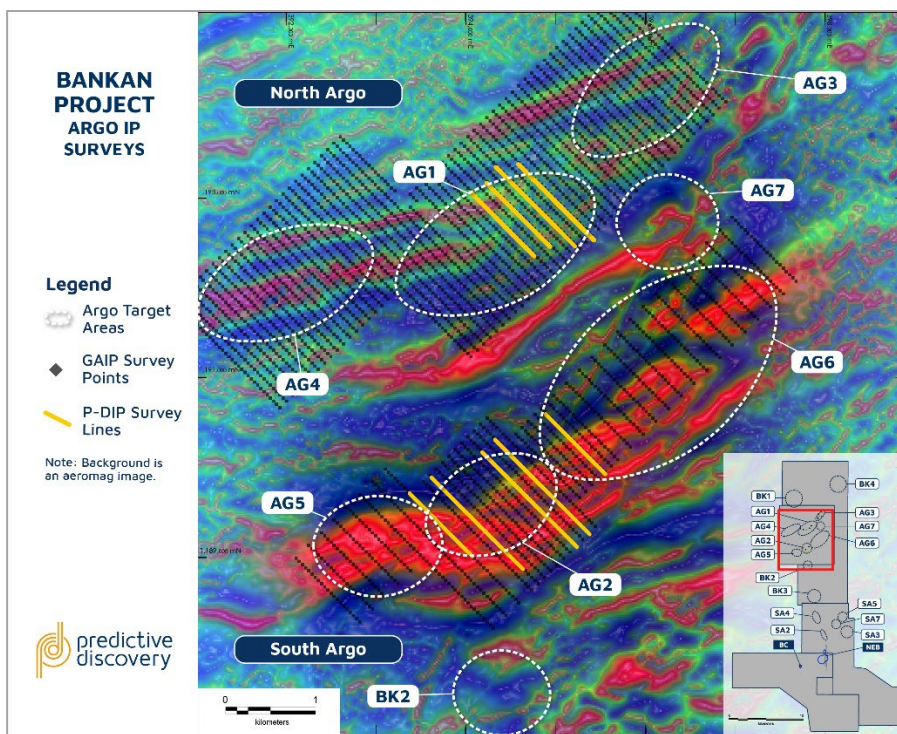 BANKAN
PROJECT
ARGO IP
SURVEYS
Legend
Argo Target
Areas
GAIP Survey
Points
P-DIP Survey
Lines
Note: Background is
an aeromag image.
predictive
discovery
North Argo
AG3
AG1
AG7
AG4
AG6
AG5
AG2
South Argo
BK2
0
1
kilometers
BK1
BK4
AG1
AG3
AG4
AG7
AG2
AG6
AG5
BK2
BK3
SA4
SA5
SA7
SA2
SA3
BC
NEB